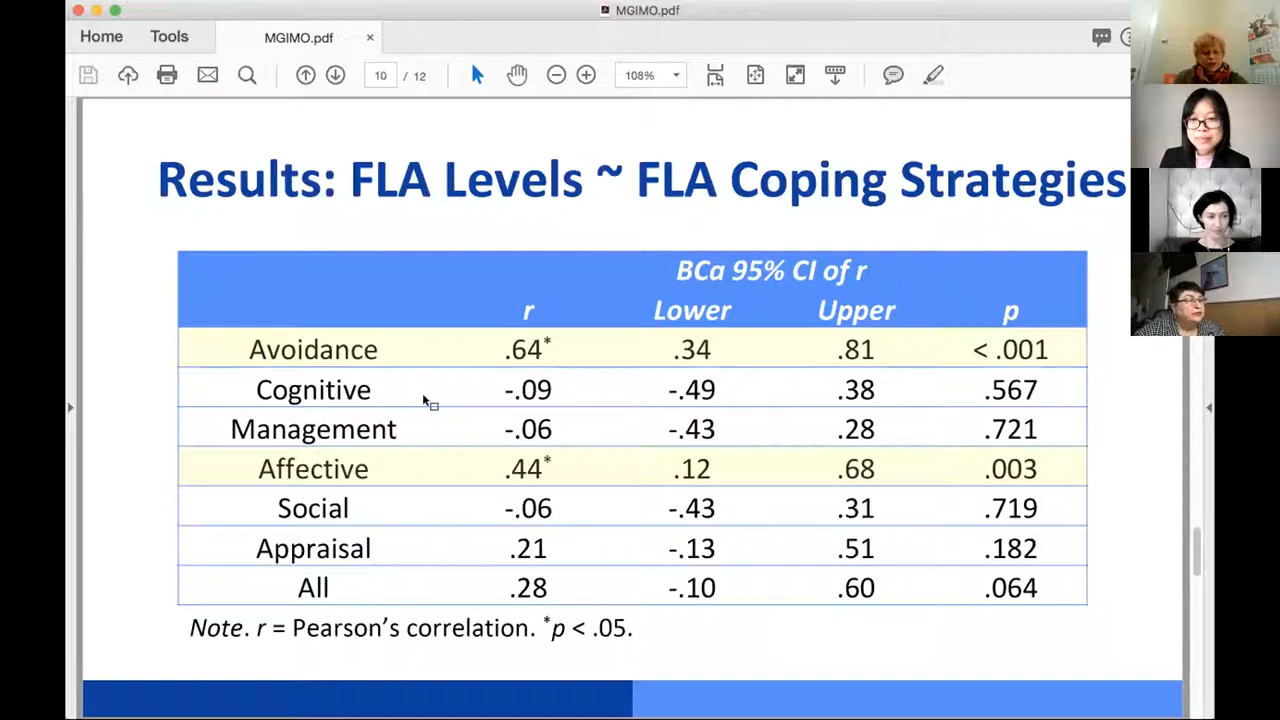 MGIMO.pdf
Home Tools MGIMO.pdf ×
10 / 12 108%
Results: FLA Levels ~ FLA Coping Strategies
BCa 95% CI of r
r Lower Upper p
Avoidance .64* .34 .81 < .001
Cognitive -.09 -.49 .38 .567
Management -.06 -.43 .28 .721
Affective .44* .12 .68 .003
Social -.06 -.43 .31 .719
Appraisal .21 -.13 .51 .182
All .28 -.10 .60 .064
Note. r = Pearson’s correlation. *p < .05.